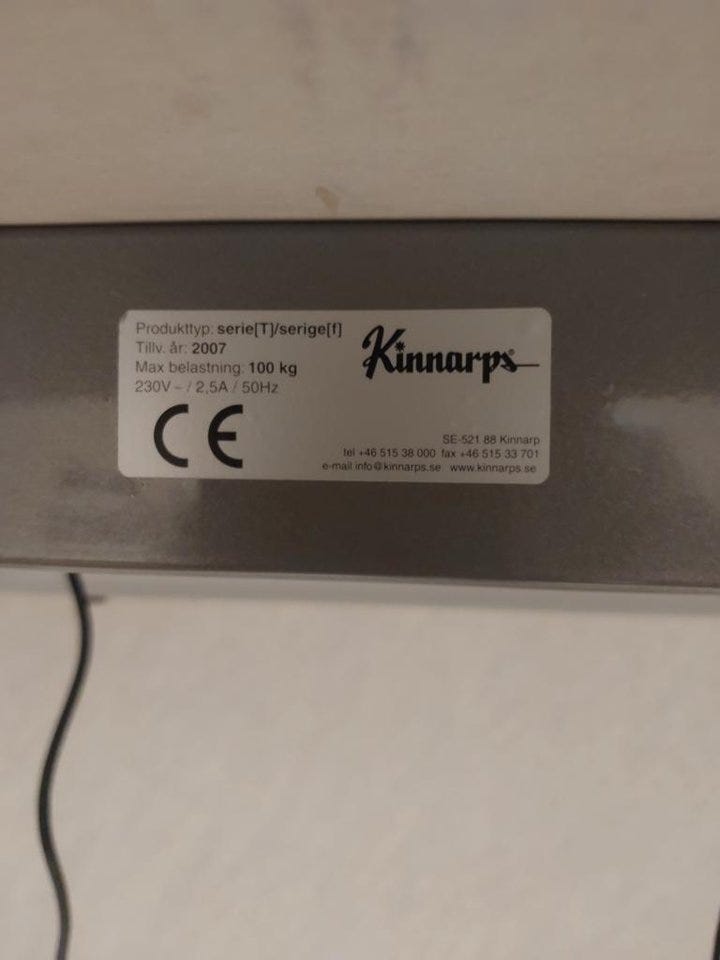 Produkttyp: serie[T]/serige[f]
Tillv. år: 2007
Max belastning: 100 kg
230V ~ / 2,5A / 50Hz
CE
Kinnarps
SE-521 88 Kinnarp
tel +46 515 38 000 fax +46 515 33 701
e-mail info@kinnarps.se www.kinnarps.se